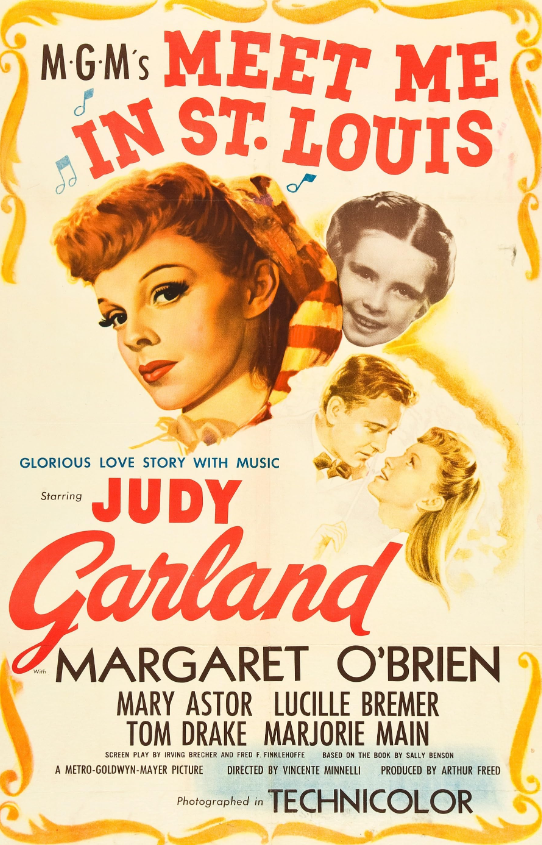 M·G·M's MEET ME
IN ST. LOUIS
GLORIOUS LOVE STORY WITH MUSIC
Starring JUDY
Garland
With MARGARET O'BRIEN
MARY ASTOR LUCILLE BREMER
TOM DRAKE MARJORIE MAIN
SCREEN PLAY BY IRVING BRECHER AND FRED F. FINKLEHOFFE BASED ON THE BOOK BY SALLY BENSON
A METRO-GOLDWYN-MAYER PICTURE DIRECTED BY VINCENTE MINNELLI PRODUCED BY ARTHUR FREED
Photographed in TECHNICOLOR